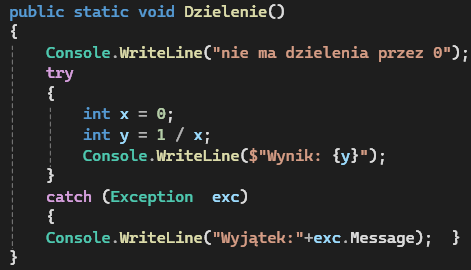 public static void Dzielenie()
{
    Console.WriteLine("nie ma dzielenia przez 0");
    try
    {
        int x = 0;
        int y = 1 / x;
        Console.WriteLine($"Wynik: {y}");
    }
    catch (Exception  exc)
    {
    Console.WriteLine("Wyjątek:"+exc.Message);  }
}